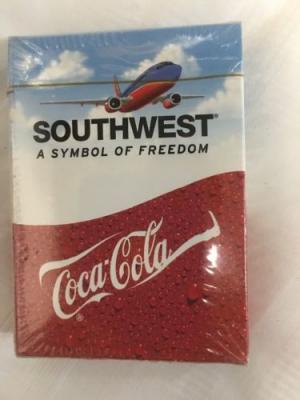 SOUTHWEST®
A SYMBOL OF FREEDOM
Coca-Cola
®